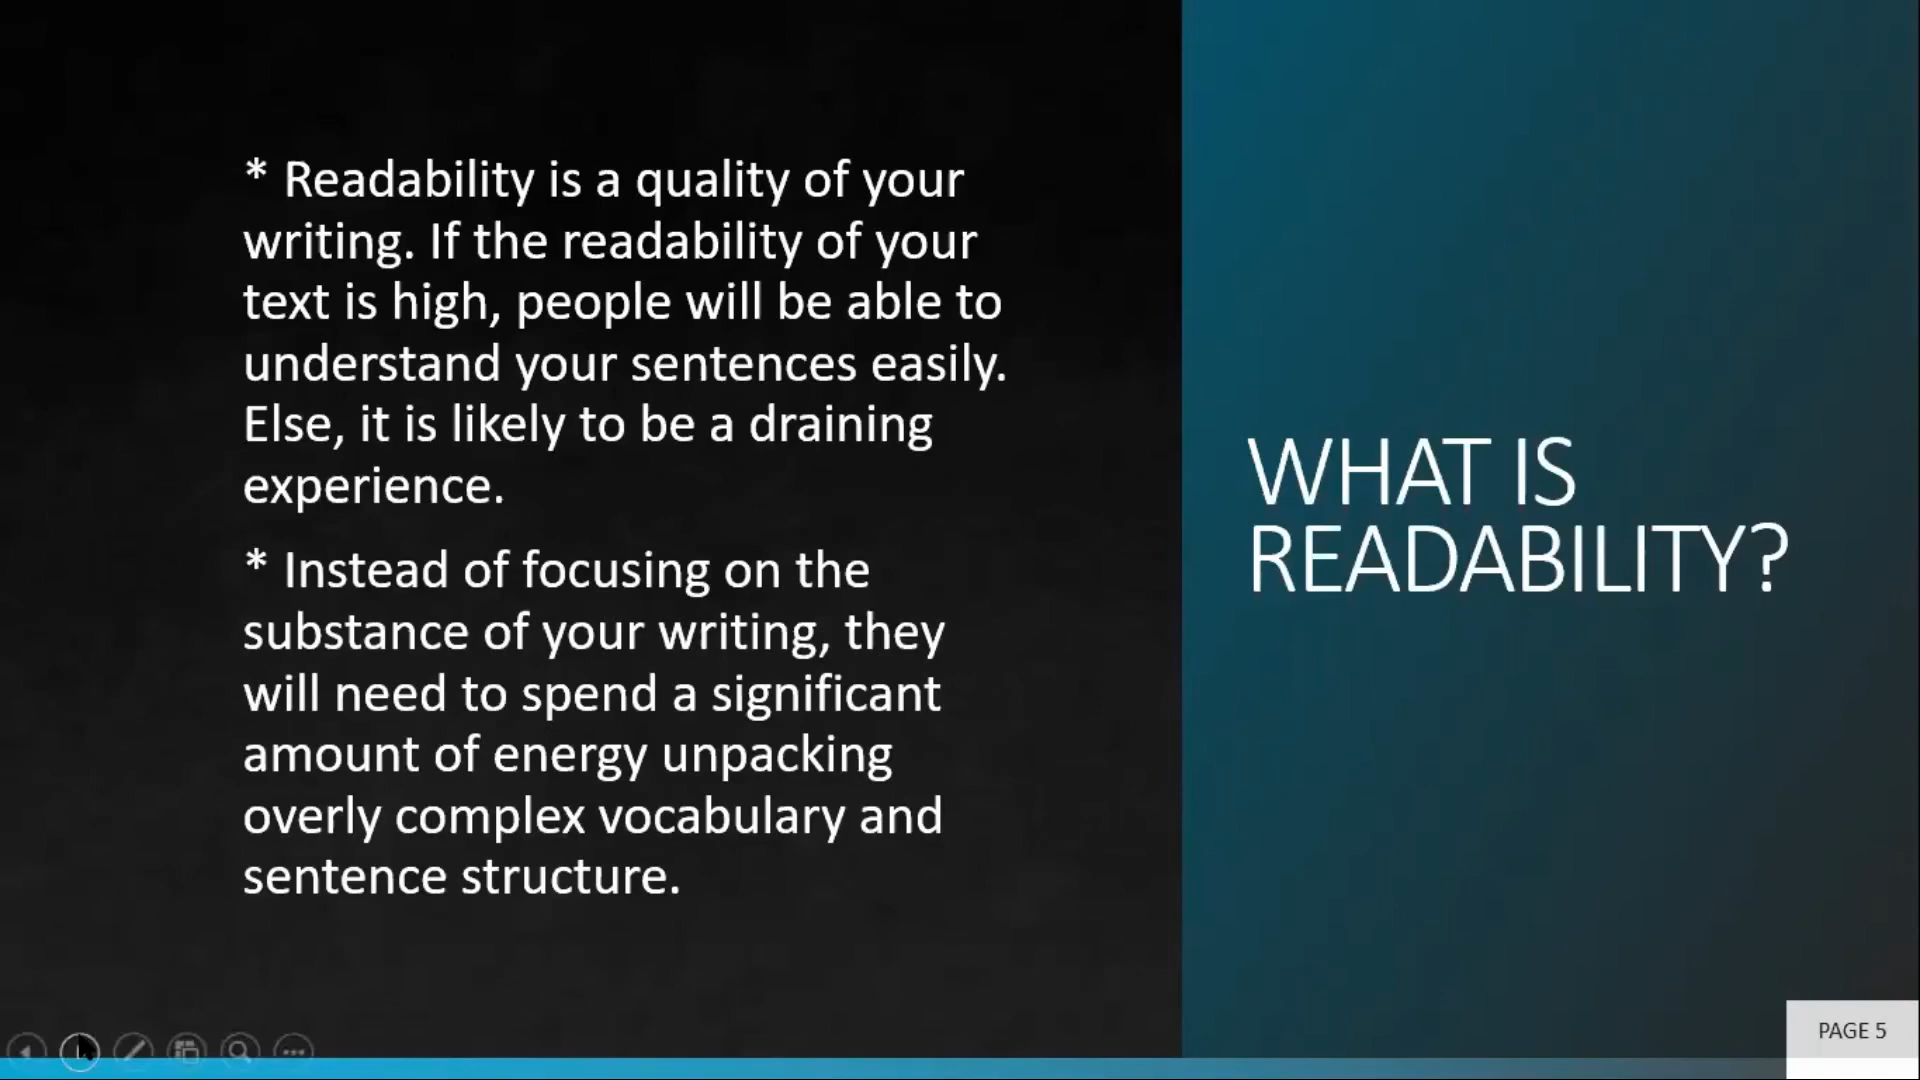 * Readability is a quality of your
writing. If the readability of your
text is high, people will be able to
understand your sentences easily.
Else, it is likely to be a draining
experience.
* Instead of focusing on the
substance of your writing, they
will need to spend a significant
amount of energy unpacking
overly complex vocabulary and
sentence structure.
WHAT IS
READABILITY?
PAGE 5